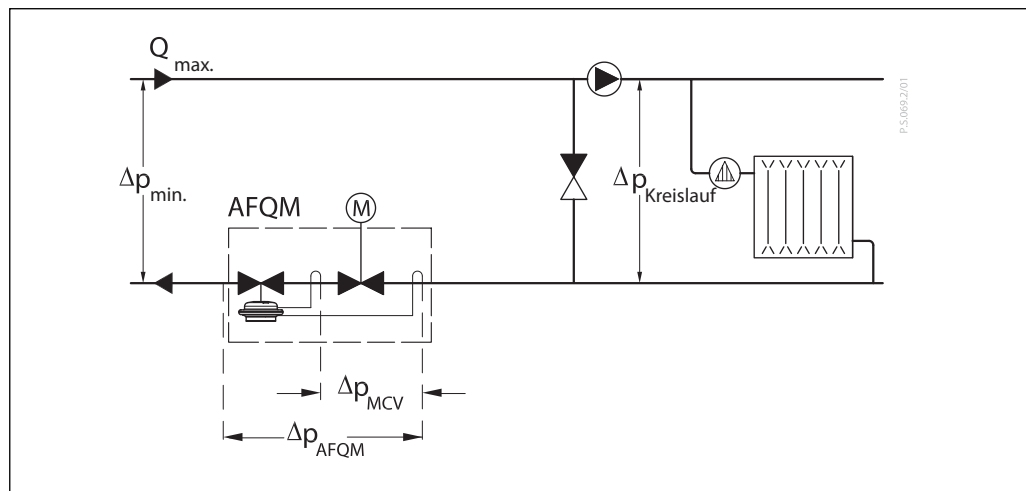 Q max.
P.S.069.2/01
Δp min.
Δp Kreislauf
AFQM
M
Δp MCV
Δp AFQM